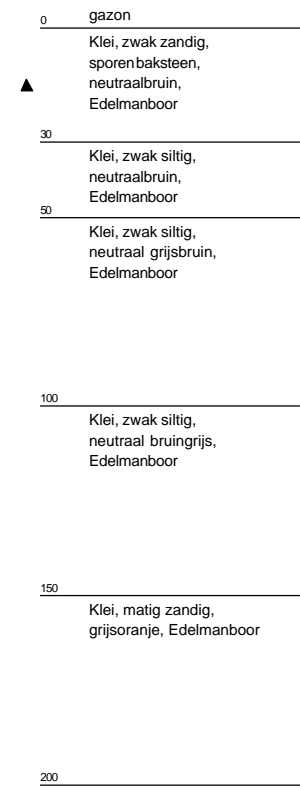 0 gazon
Klei, zwak zandig,
sporen baksteen,
neutraalbruin,
Edelmanboor
30
Klei, zwak siltig,
neutraalbruin,
Edelmanboor
50
Klei, zwak siltig,
neutraal grijsbruin,
Edelmanboor
100
Klei, zwak siltig,
neutraal bruingrijs,
Edelmanboor
150
Klei, matig zandig,
grijsoranje, Edelmanboor
200